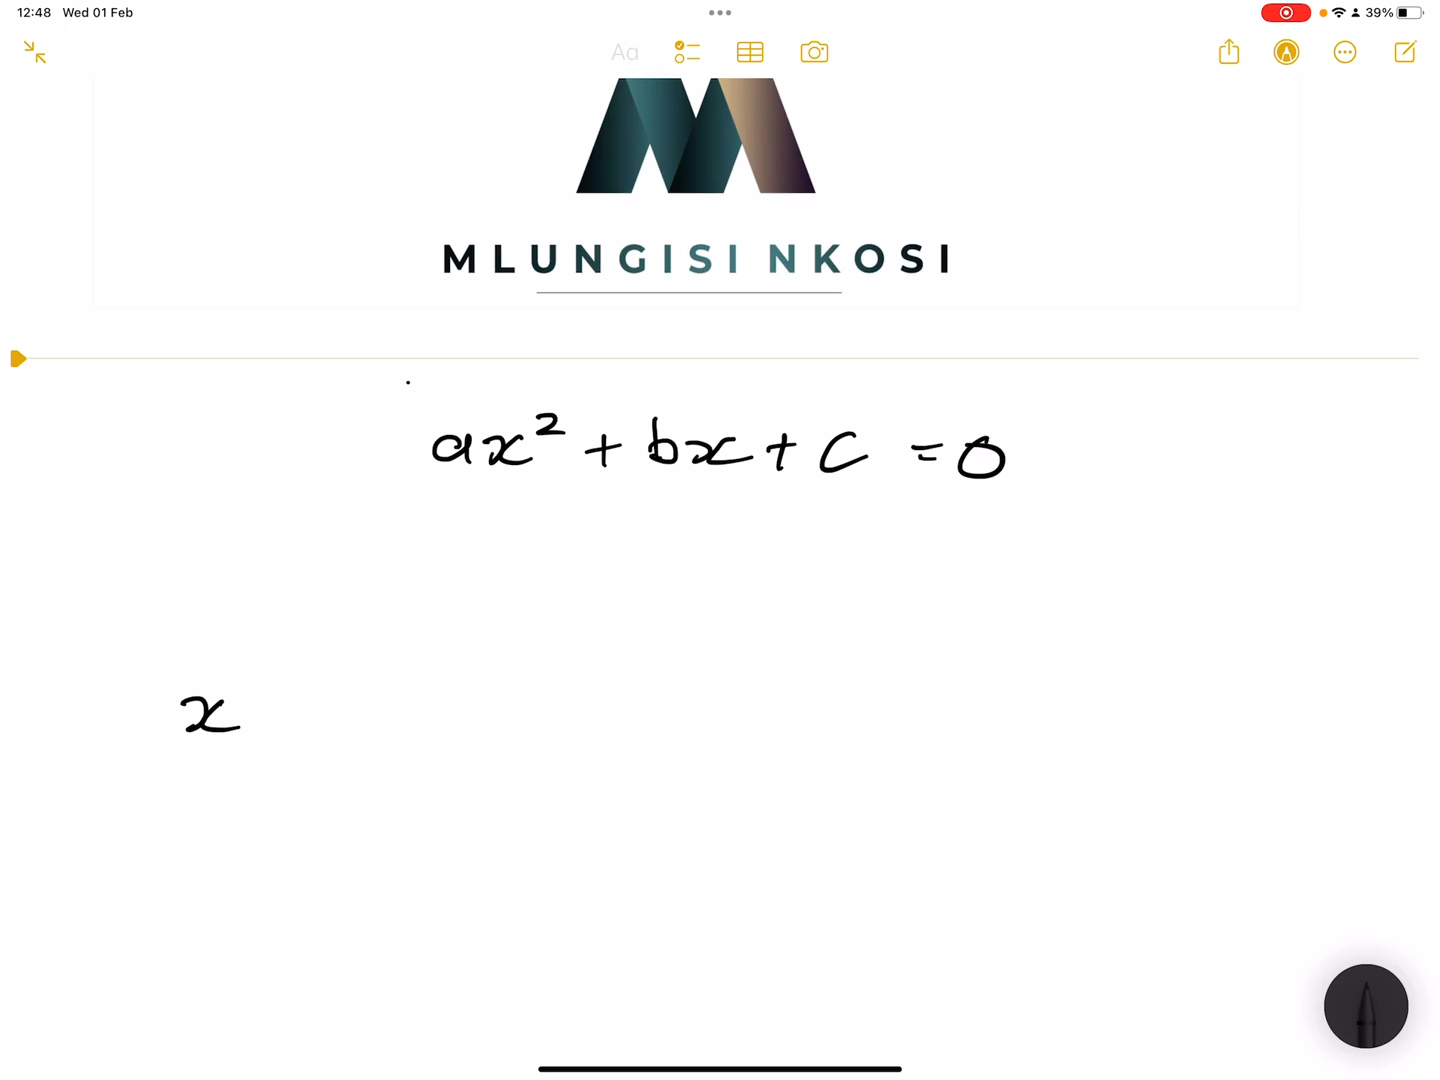 12:48 Wed 01 Feb 39%
Aa
MLUNGISI NKOSI
ax² + bx + c = 0
x